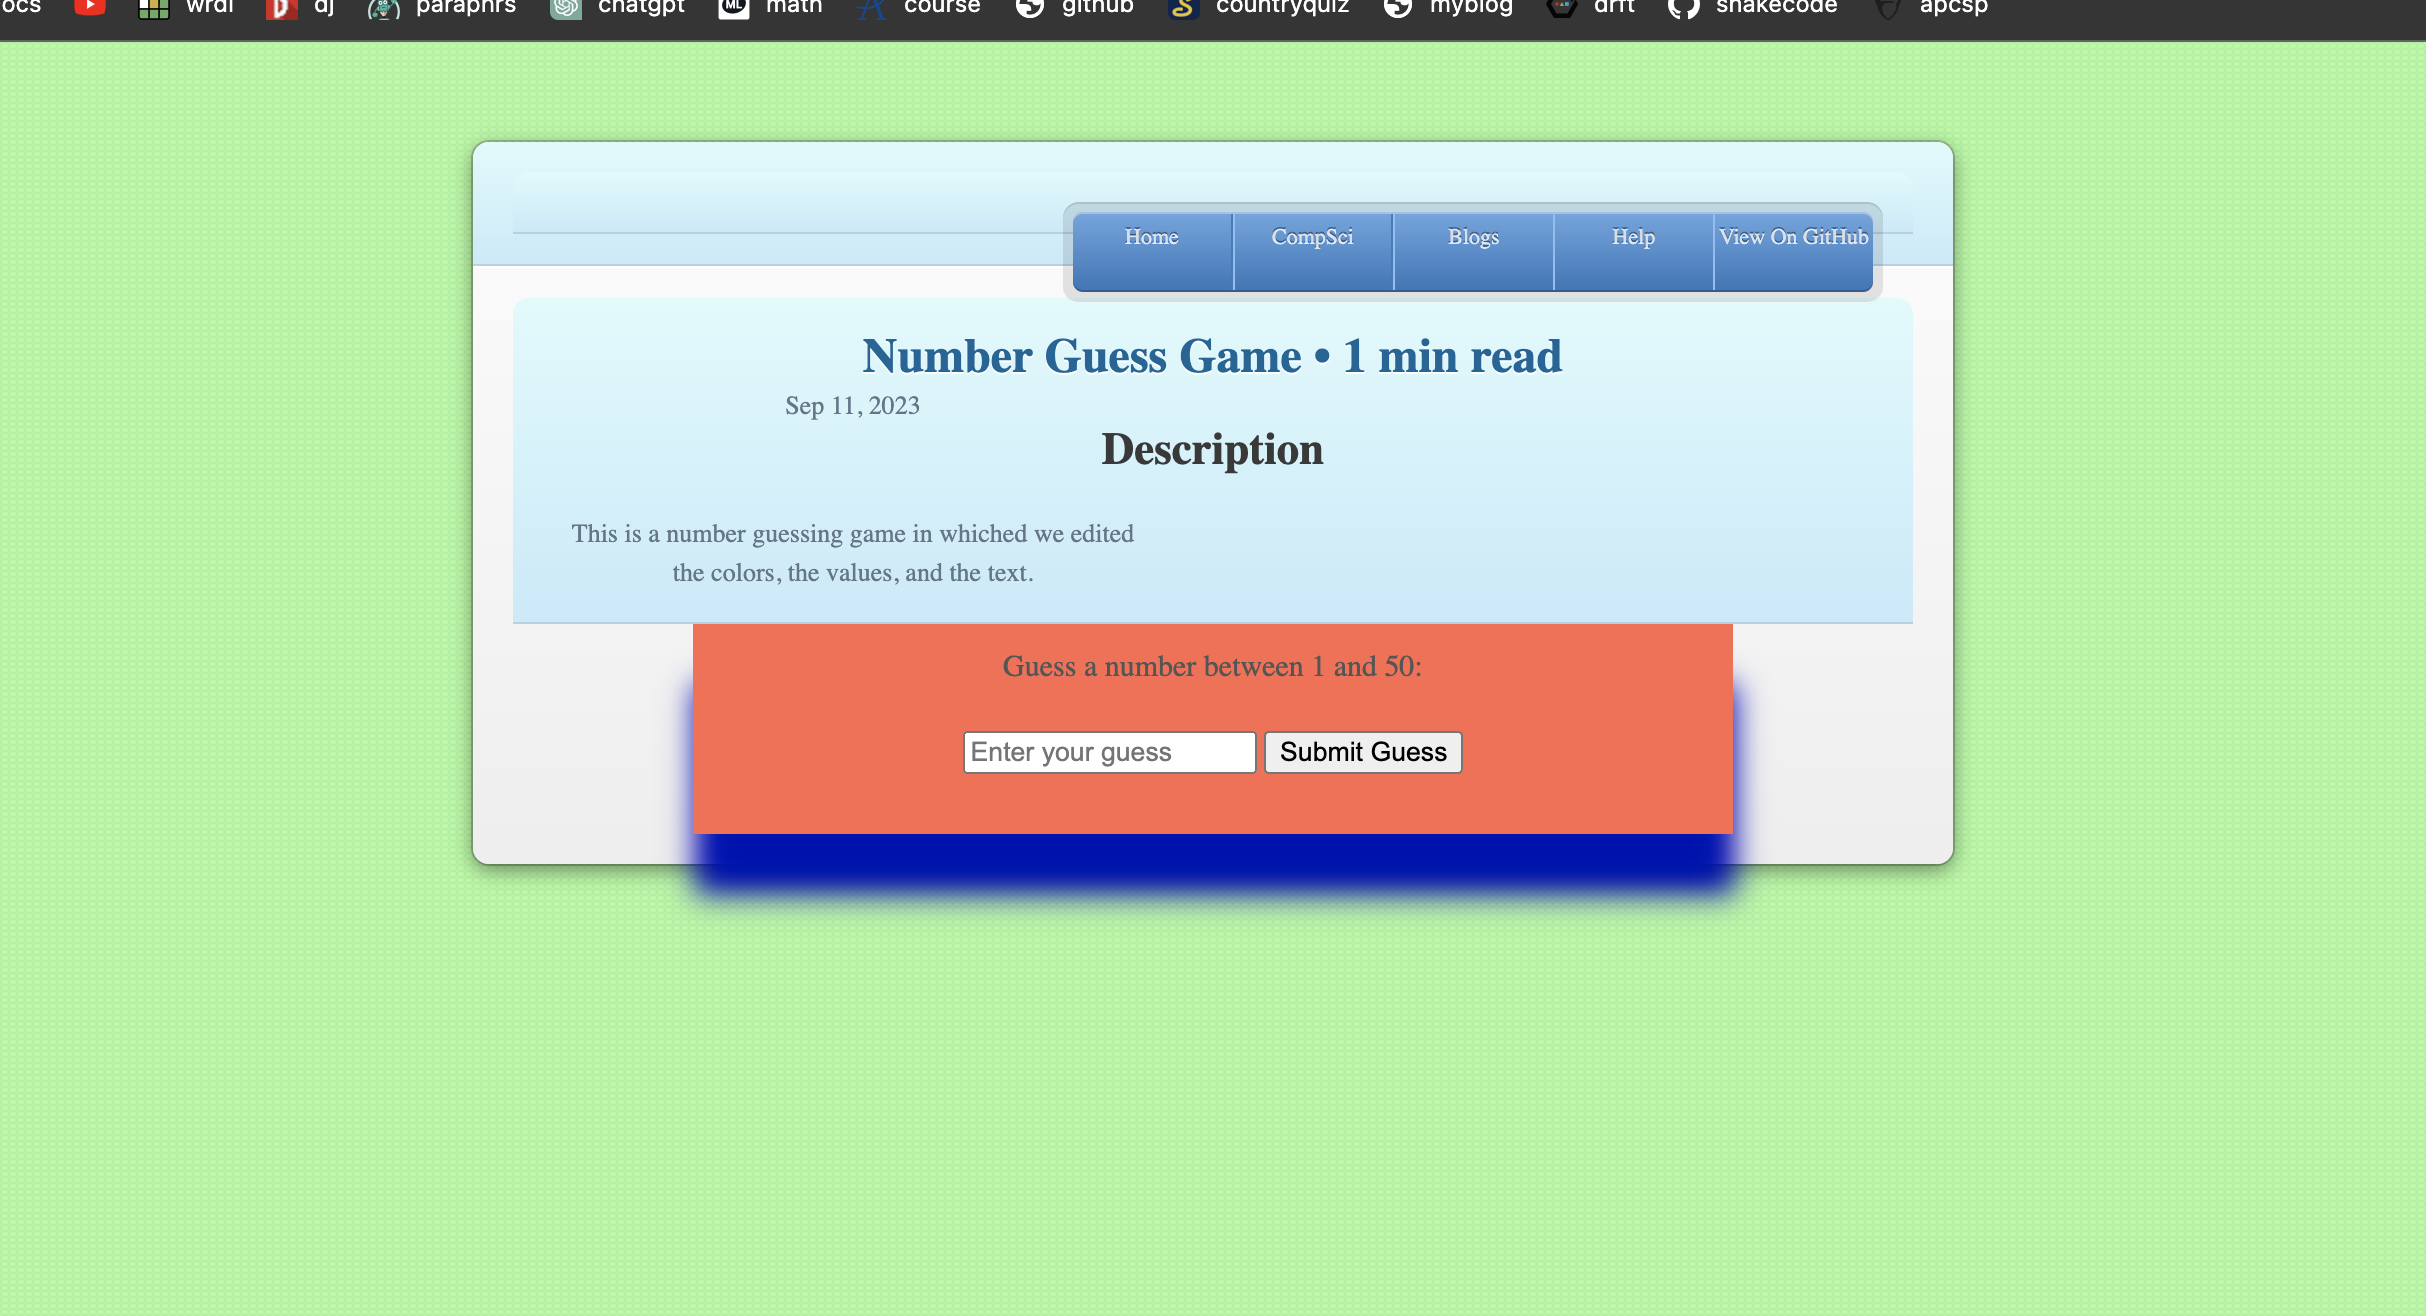 ocs wrdl dj paraphrs chatgpt ML math course github countryquiz myblog drft snakecode apcsp
Home CompSci Blogs Help View On GitHub
Number Guess Game • 1 min read
Sep 11, 2023
Description
This is a number guessing game in whiched we edited
the colors, the values, and the text.
Guess a number between 1 and 50:
Enter your guess Submit Guess